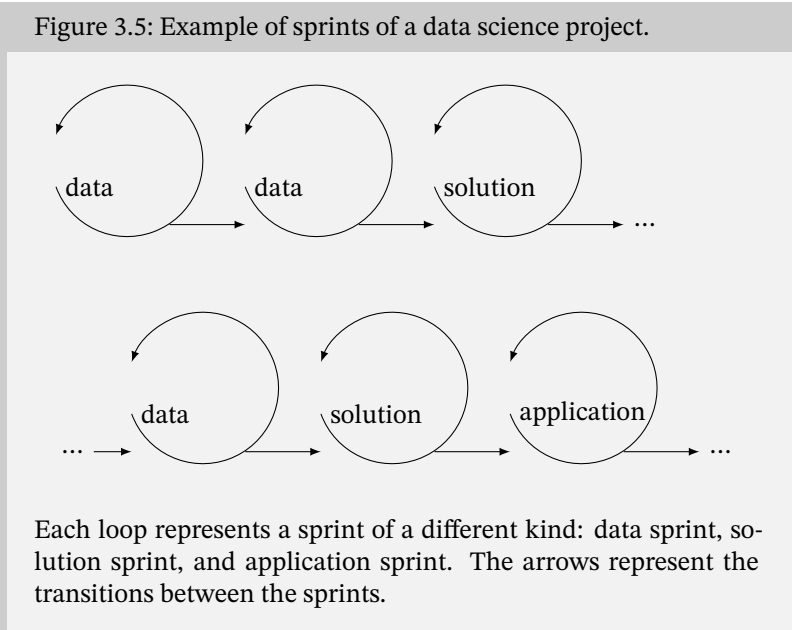 Figure 3.5: Example of sprints of a data science project.
data data solution
...
data solution application
... ...
Each loop represents a sprint of a different kind: data sprint, so-
lution sprint, and application sprint. The arrows represent the
transitions between the sprints.